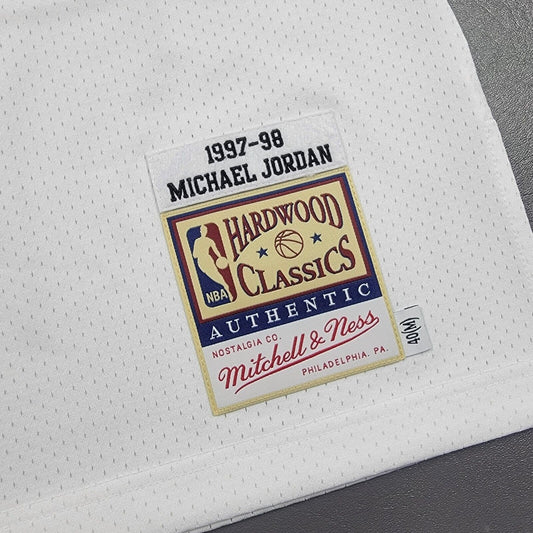 1997-98
MICHAEL JORDAN
HARDWOOD
CLASSICS
NBA
AUTHENTIC
NOSTALGIA CO.
Mitchell & Ness
PHILADELPHIA, PA.
40(M)